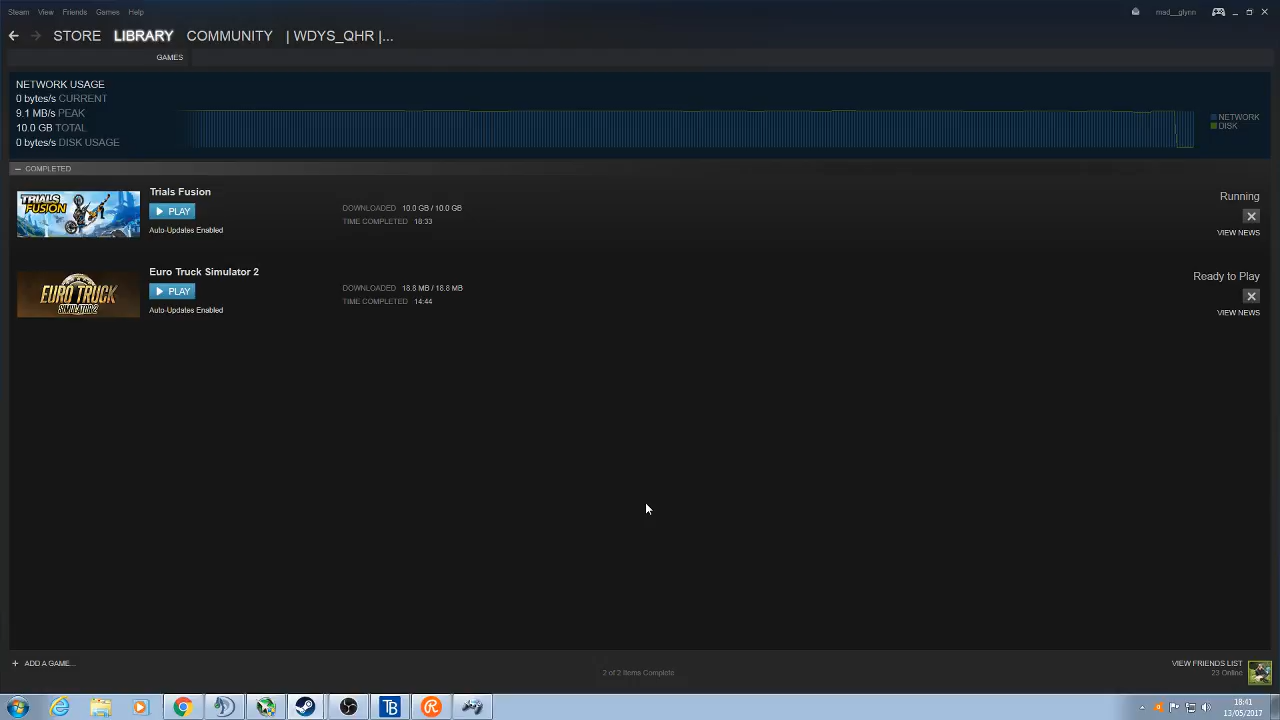 Steam View Friends Games Help mad__glynn
STORE LIBRARY COMMUNITY | WDYS_QHR |...
GAMES
NETWORK USAGE
0 bytes/s CURRENT
9.1 MB/s PEAK
10.0 GB TOTAL
0 bytes/s DISK USAGE
NETWORK
DISK
COMPLETED
TRIALS FUSION
Trials Fusion
PLAY
Auto-Updates Enabled
DOWNLOADED 10.0 GB / 10.0 GB
TIME COMPLETED 18:33
Running
VIEW NEWS
EURO TRUCK
SIMULATOR 2
Euro Truck Simulator 2
PLAY
Auto-Updates Enabled
DOWNLOADED 18.8 MB / 18.8 MB
TIME COMPLETED 14:44
Ready to Play
VIEW NEWS
+ ADD A GAME...
2 of 2 Items Complete
VIEW FRIENDS LIST
23 Online
TB
18:41
13/05/2017